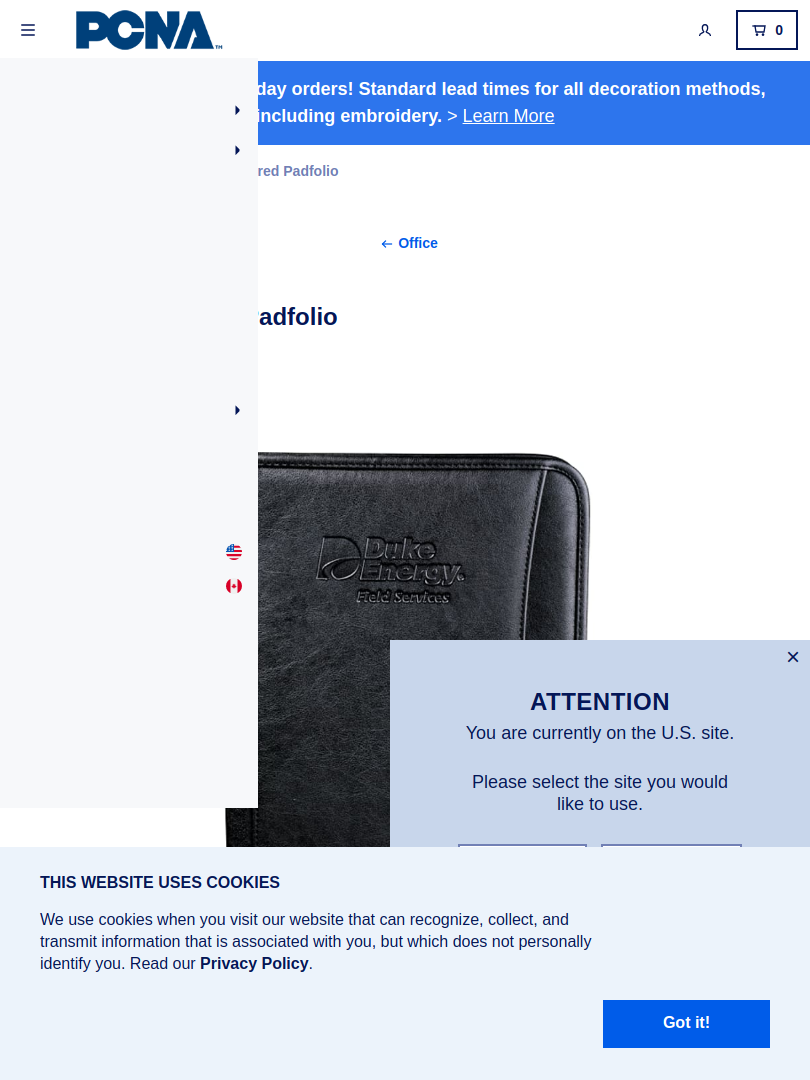 PCNA
TM
0
day orders! Standard lead times for all decoration methods,
including embroidery. > Learn More
red Padfolio
← Office
Padfolio
Duke
Energy®
Field Services
×
ATTENTION
You are currently on the U.S. site.
Please select the site you would
like to use.
THIS WEBSITE USES COOKIES
We use cookies when you visit our website that can recognize, collect, and
transmit information that is associated with you, but which does not personally
identify you. Read our Privacy Policy.
Got it!